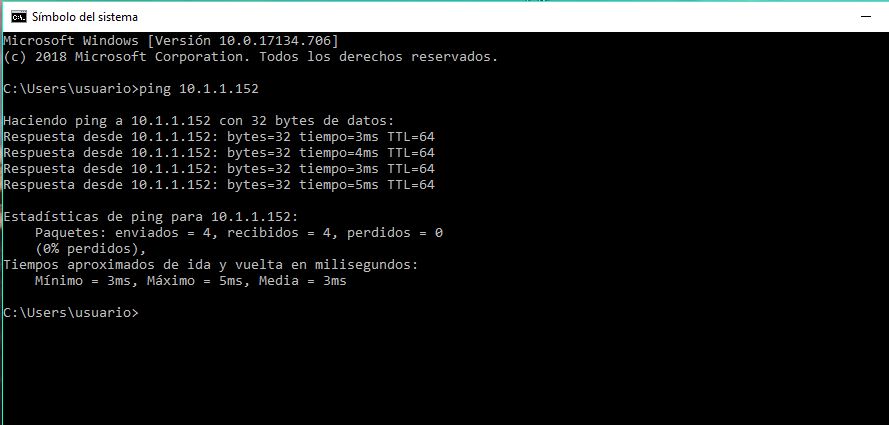 Símbolo del sistema
Microsoft Windows [Versión 10.0.17134.706]
(c) 2018 Microsoft Corporation. Todos los derechos reservados.
C:\Users\usuario>ping 10.1.1.152
Haciendo ping a 10.1.1.152 con 32 bytes de datos:
Respuesta desde 10.1.1.152: bytes=32 tiempo=3ms TTL=64
Respuesta desde 10.1.1.152: bytes=32 tiempo=4ms TTL=64
Respuesta desde 10.1.1.152: bytes=32 tiempo=3ms TTL=64
Respuesta desde 10.1.1.152: bytes=32 tiempo=5ms TTL=64
Estadísticas de ping para 10.1.1.152:
    Paquetes: enviados = 4, recibidos = 4, perdidos = 0
    (0% perdidos),
Tiempos aproximados de ida y vuelta en milisegundos:
    Mínimo = 3ms, Máximo = 5ms, Media = 3ms
C:\Users\usuario>